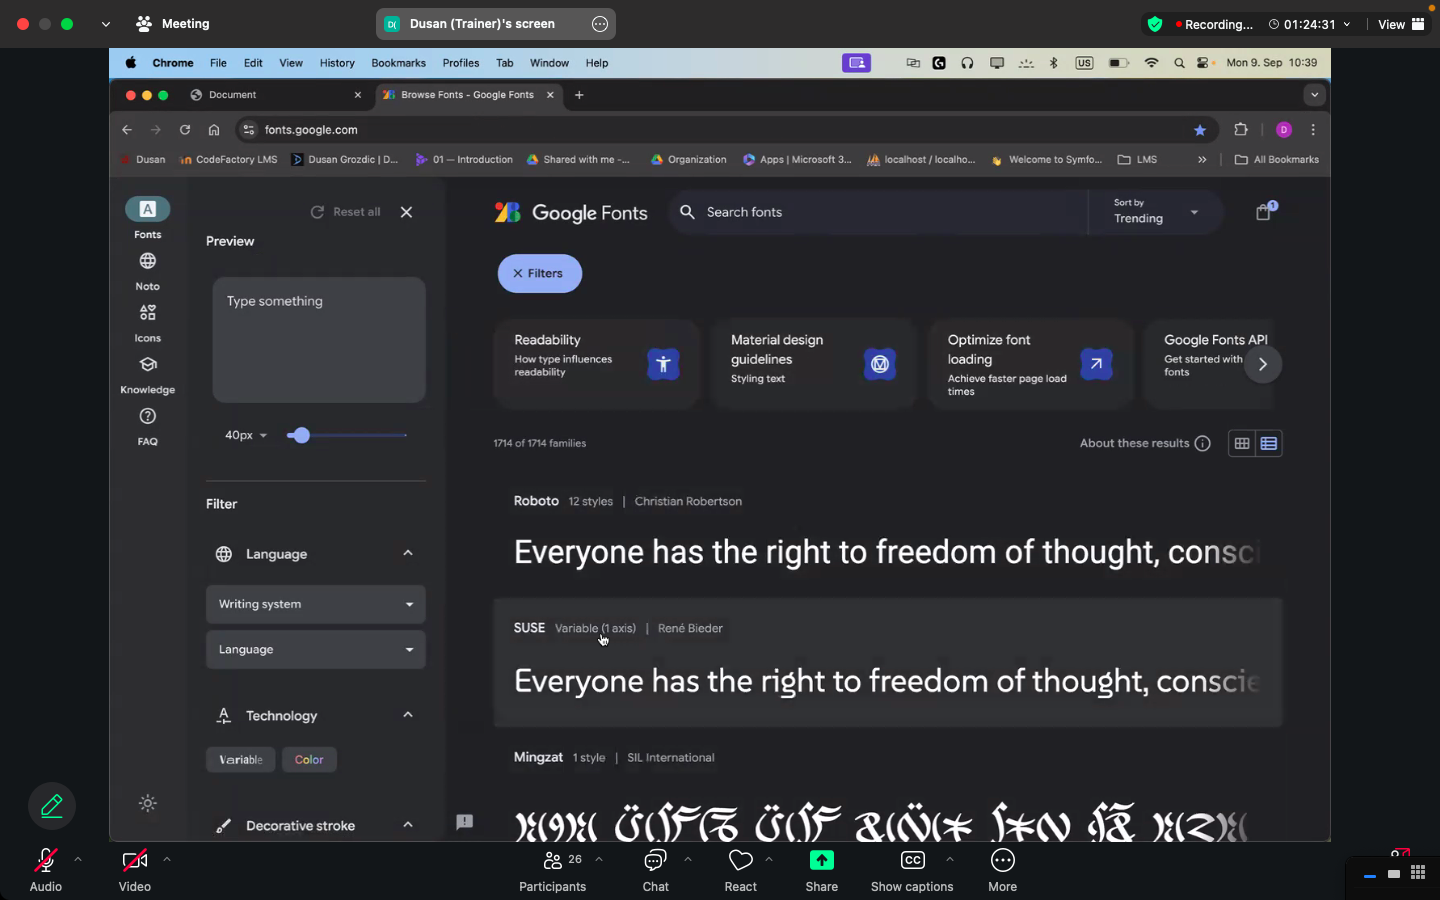 Meeting
D( Dusan (Trainer)'s screen
Recording...
01:24:31
View
Chrome File Edit View History Bookmarks Profiles Tab Window Help
US
Mon 9. Sep 10:39
Document
Browse Fonts - Google Fonts
fonts.google.com
D
Dusan
CodeFactory LMS
Dusan Grozdic | D...
01 — Introduction
Shared with me -...
Organization
Apps | Microsoft 3...
localhost / localho...
Welcome to Symfo...
LMS
All Bookmarks
Fonts
Noto
Icons
Knowledge
FAQ
Reset all
Preview
Type something
40px
Filter
Language
Writing system
Language
Technology
Variable
Color
Decorative stroke
Google Fonts
Search fonts
Sort by
Trending
1
Filters
Readability
How type influences
readability
Material design
guidelines
Styling text
Optimize font
loading
Achieve faster page load
times
Google Fonts API
Get started with
fonts
1714 of 1714 families
About these results
Roboto 12 styles | Christian Robertson
Everyone has the right to freedom of thought, consci
SUSE Variable (1 axis) | René Bieder
Everyone has the right to freedom of thought, conscie
Mingzat 1 style | SIL International
Audio
Video
26
Participants
Chat
React
Share
CC
Show captions
More